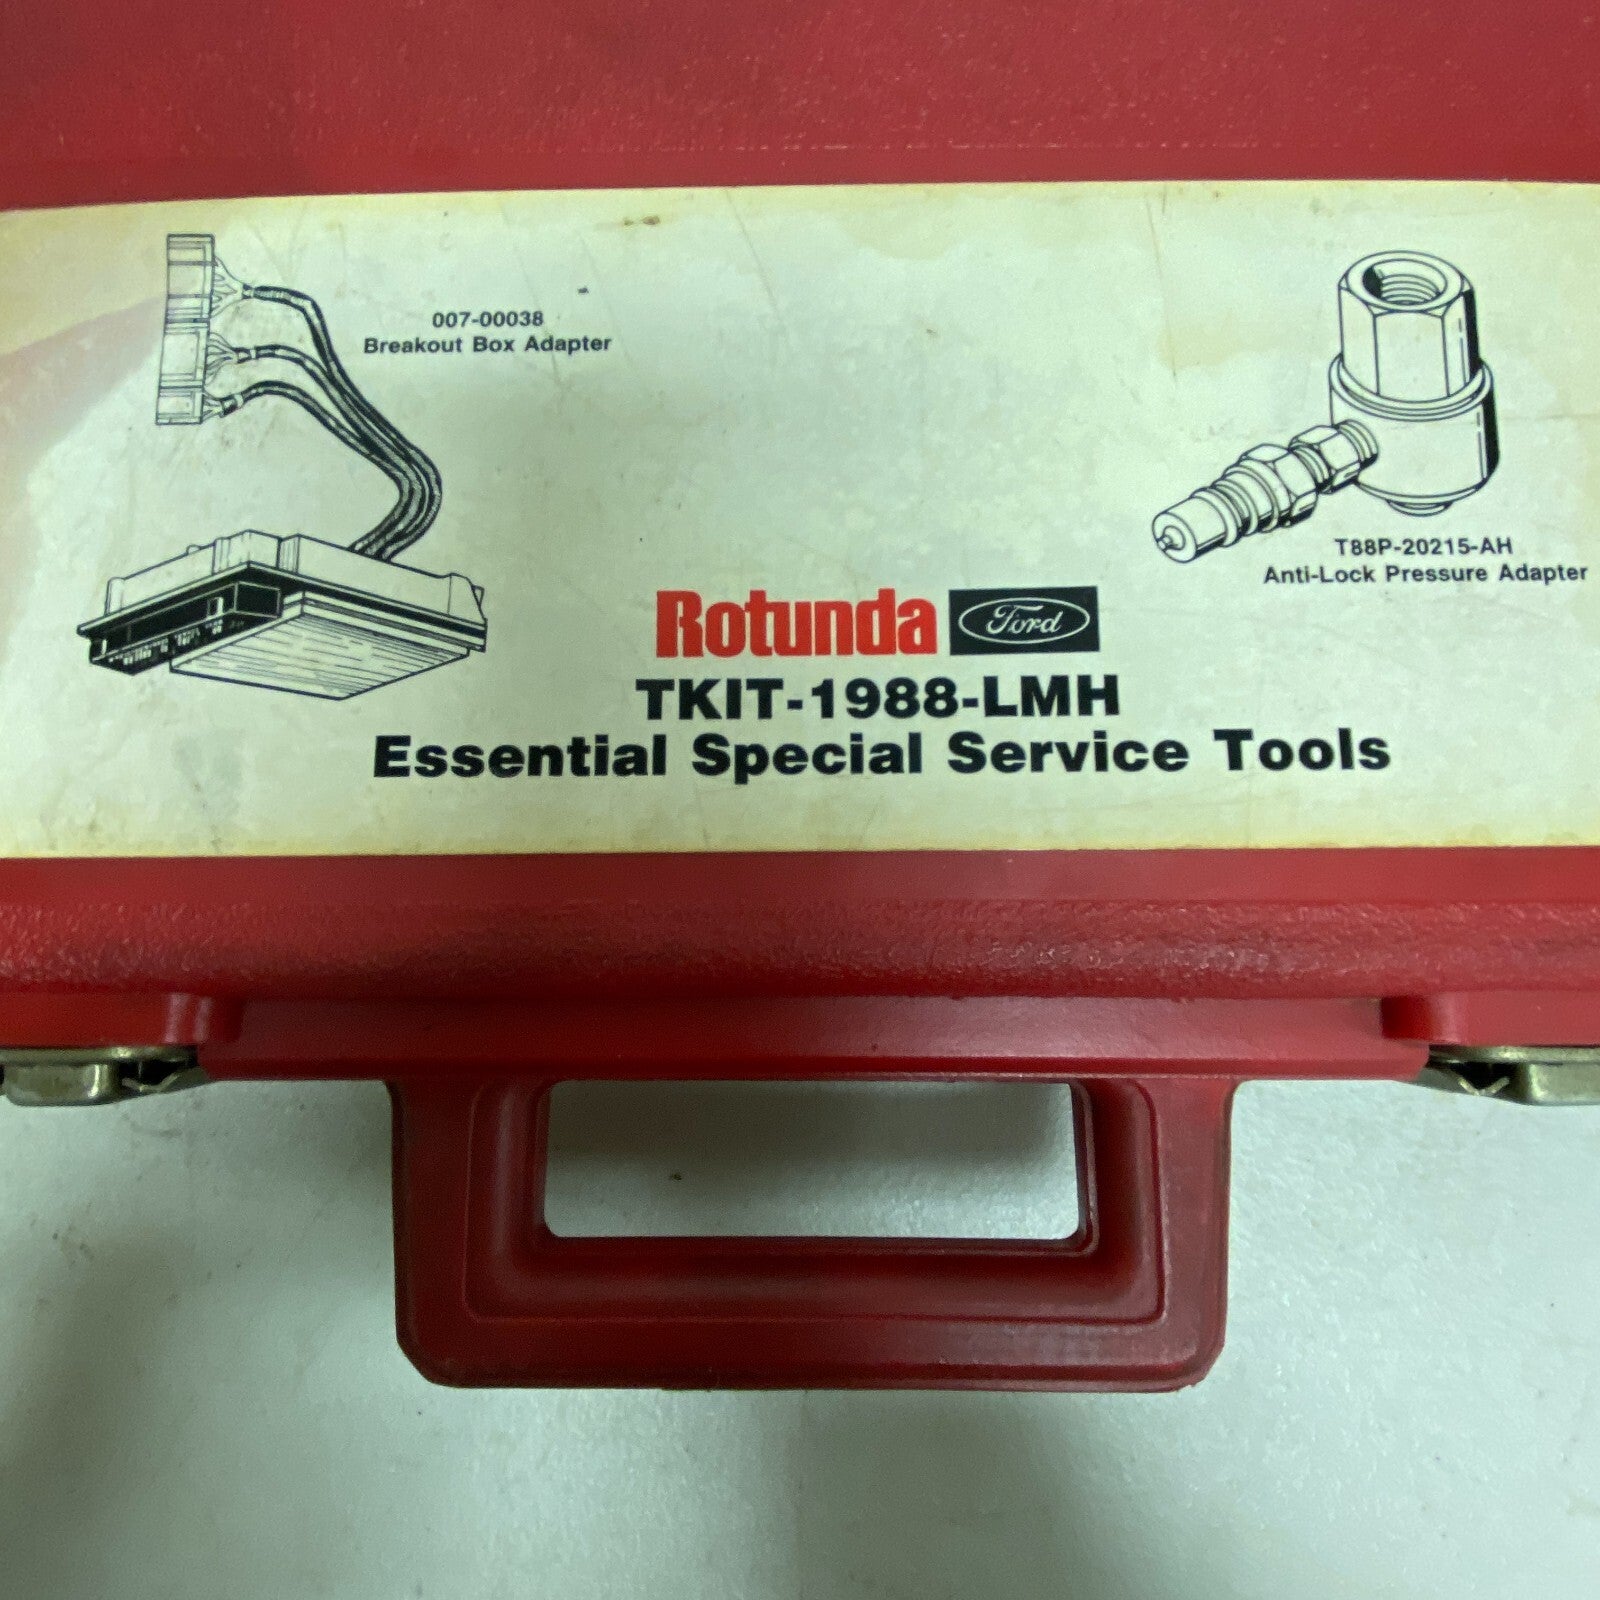 007-00038
Breakout Box Adapter
T88P-20215-AH
Anti-Lock Pressure Adapter
Rotunda Ford
TKIT-1988-LMH
Essential Special Service Tools